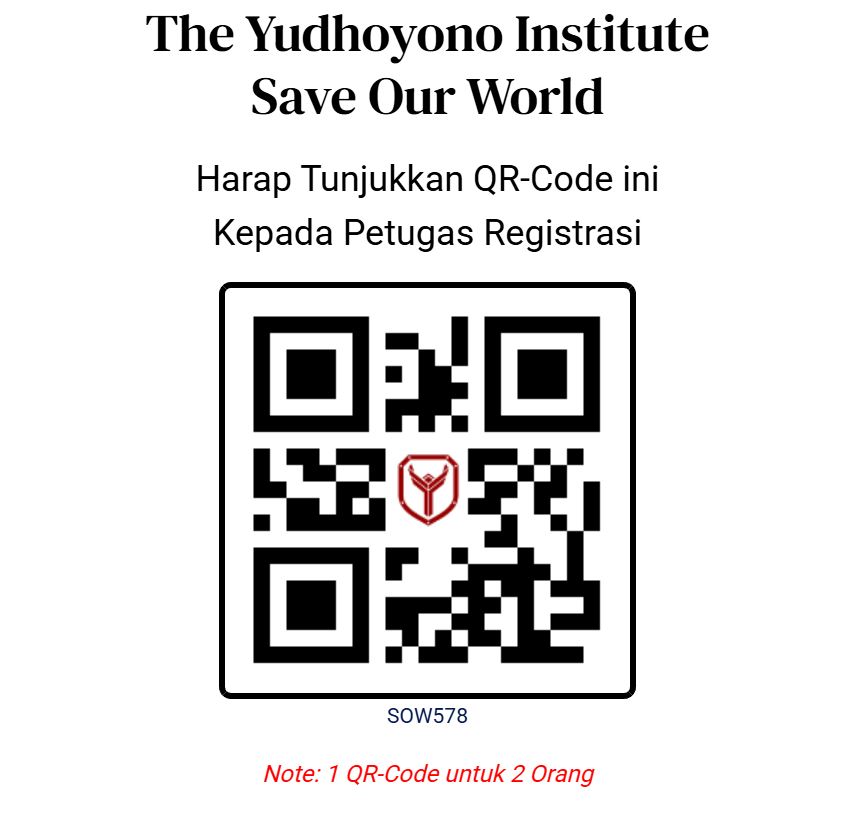 The Yudhoyono Institute
Save Our World
Harap Tunjukkan QR-Code ini
Kepada Petugas Registrasi
SOW578
Note: 1 QR-Code untuk 2 Orang